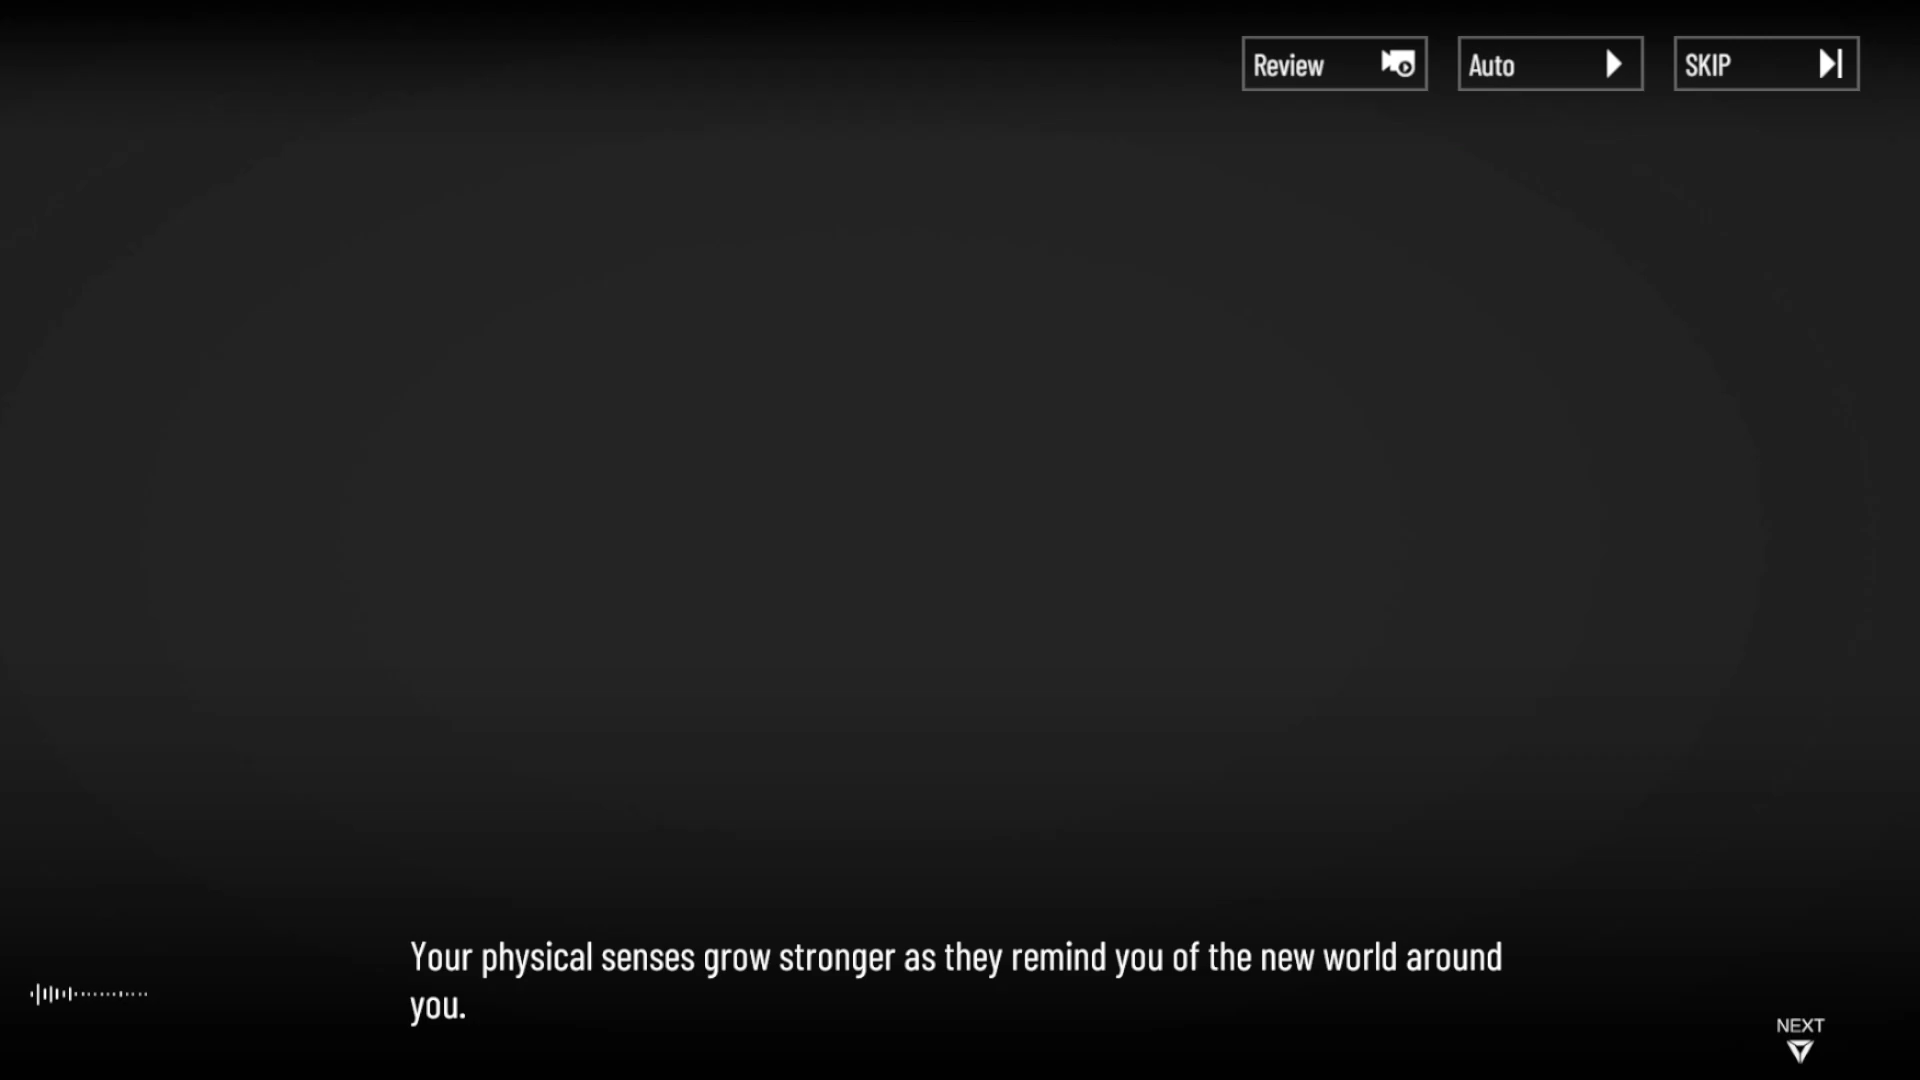 Review
Auto
SKIP
Your physical senses grow stronger as they remind you of the new world around
you.
NEXT